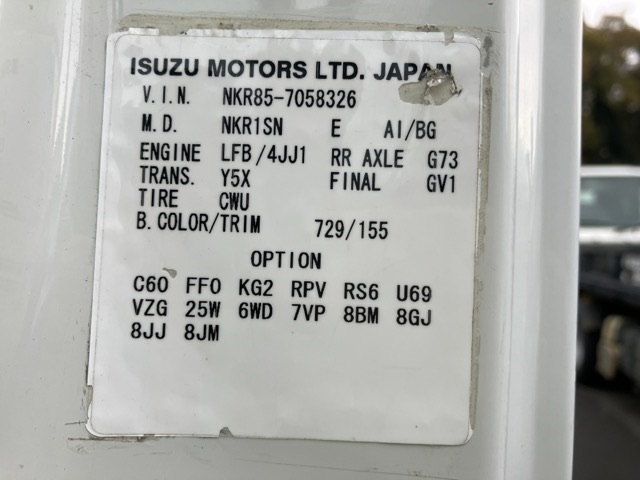 ISUZU MOTORS LTD. JAPAN
V.I.N. NKR85-7058326
M.D. NKR1SN E AI/BG
ENGINE LFB/4JJ1 RR AXLE G73
TRANS. Y5X FINAL GV1
TIRE CWU
B.COLOR/TRIM 729/155
OPTION
C60 FF0 KG2 RPV RS6 U69
VZG 25W 6WD 7VP 8BM 8GJ
8JJ 8JM